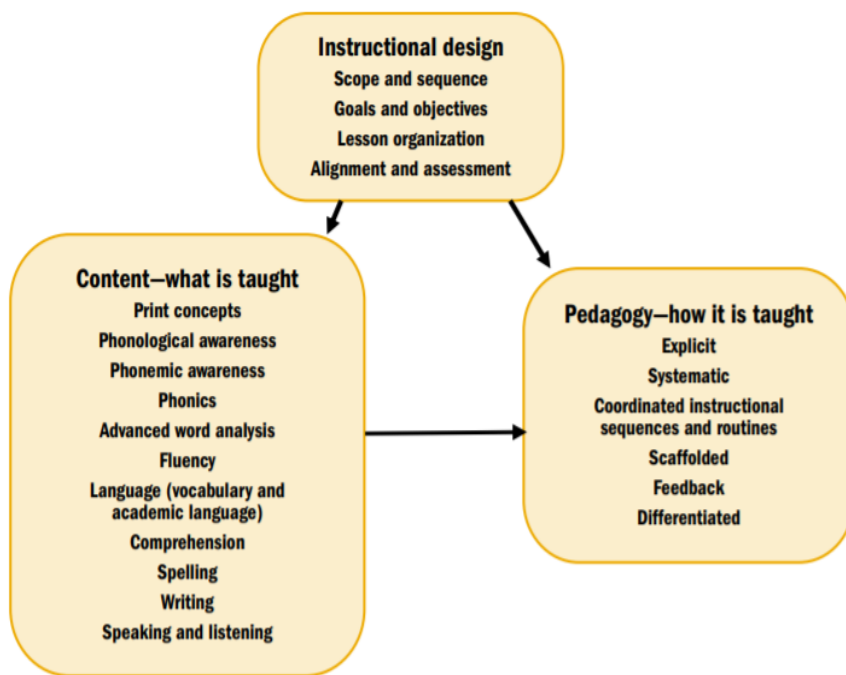 Instructional design
Scope and sequence
Goals and objectives
Lesson organization
Alignment and assessment
Content—what is taught
Print concepts
Phonological awareness
Phonemic awareness
Phonics
Advanced word analysis
Fluency
Language (vocabulary and
academic language)
Comprehension
Spelling
Writing
Speaking and listening
Pedagogy—how it is taught
Explicit
Systematic
Coordinated instructional
sequences and routines
Scaffolded
Feedback
Differentiated